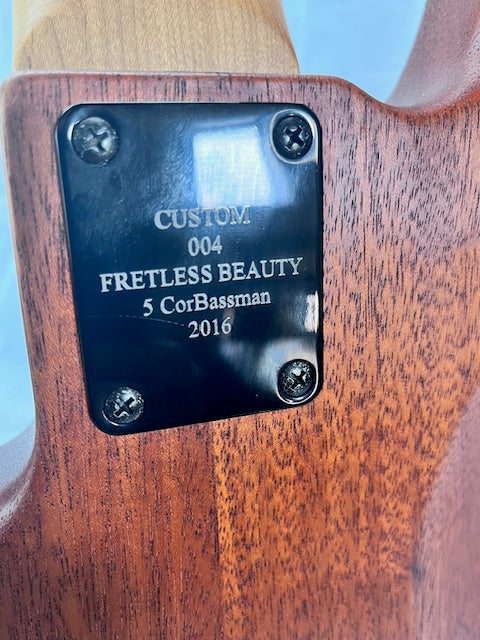 CUSTOM
004
FRETLESS BEAUTY
5 CorBassman
2016